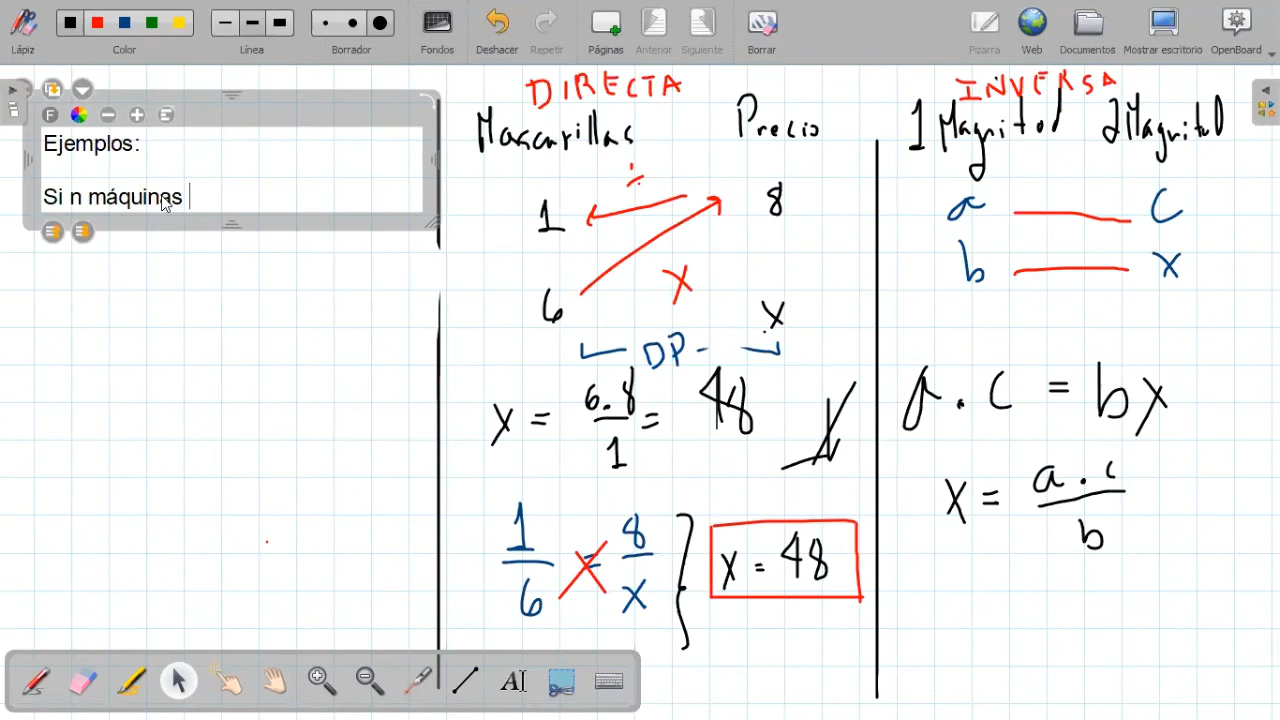 Lápiz
Color
Línea
Borrador
Fondos
Deshacer
Repetir
Páginas
Anterior
Siguiente
Borrar
Pizarra
Web
Documentos
Mostrar escritorio
OpenBoard
F
Ejemplos:
Si n máquinas
DIRECTA
Mascarillas Precio
÷
1 8
X
6 x
DP
x = 6.8/1 = 48
1/6 = 8/x
x = 48
INVERSA
1 Magnitud 2 Magnitud
a c
b x
a . c = bx
x = a . c / b